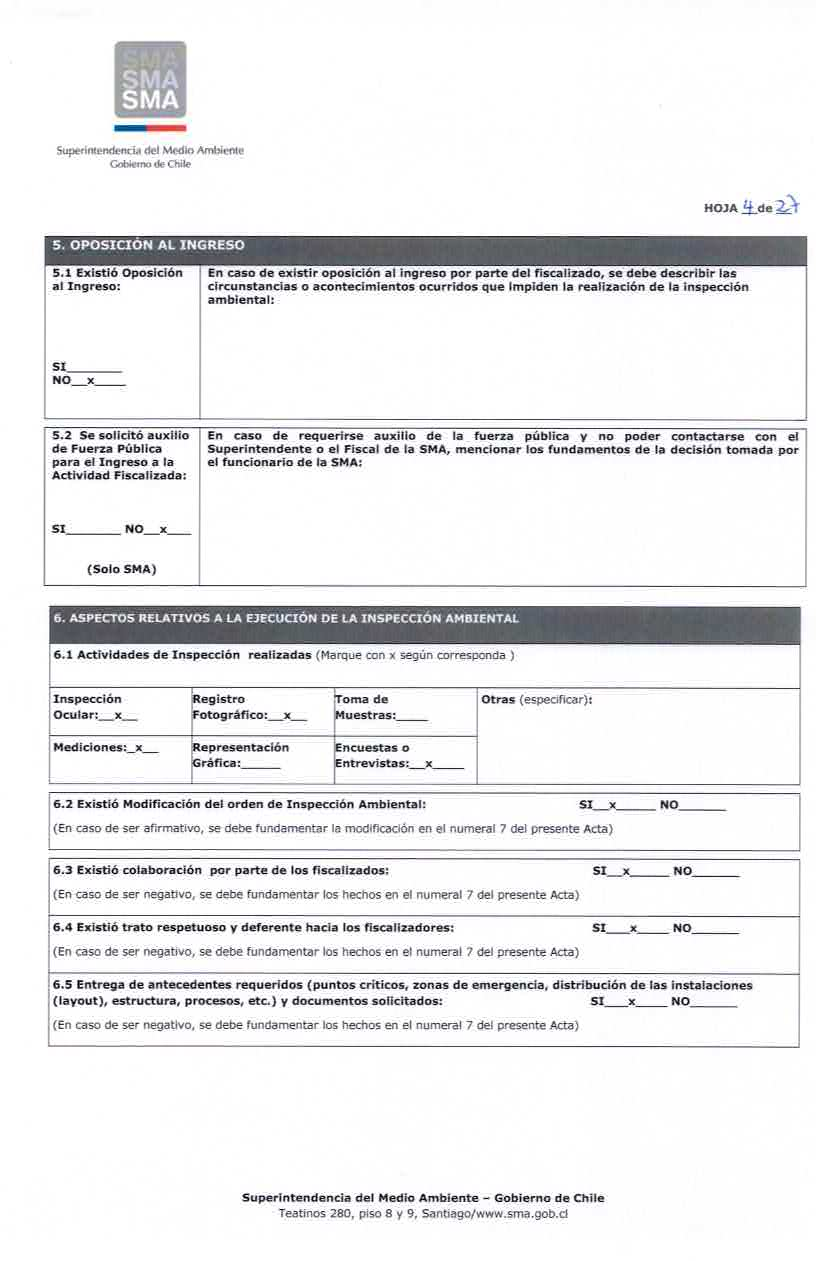 SMA
SMA
SMA
Superintendencia del Medio Ambiente
Gobierno de Chile
HOJA 4 de 27
5. OPOSICIÓN AL INGRESO
5.1 Existió Oposición al Ingreso:
SI________
NO__x_____
En caso de existir oposición al ingreso por parte del fiscalizado, se debe describir las
circunstancias o acontecimientos ocurridos que impiden la realización de la inspección
ambiental:
5.2 Se solicitó auxilio
de Fuerza Pública
para el Ingreso a la
Actividad Fiscalizada:
SI________ NO__x____
(Solo SMA)
En caso de requerirse auxilio de la fuerza pública y no poder contactarse con el
Superintendente o el Fiscal de la SMA, mencionar los fundamentos de la decisión tomada por
el funcionario de la SMA:
6. ASPECTOS RELATIVOS A LA EJECUCIÓN DE LA INSPECCIÓN AMBIENTAL
6.1 Actividades de Inspección realizadas (Marque con x según corresponda )
Inspección
Ocular:__x__
Registro
Fotográfico:__x__
Toma de
Muestras:_____
Otras (especificar):
Mediciones:_x__
Representación
Gráfica:______
Encuestas o
Entrevistas:__x_____
6.2 Existió Modificación del orden de Inspección Ambiental: SI__x______ NO_______
(En caso de ser afirmativo, se debe fundamentar la modificación en el numeral 7 del presente Acta)
6.3 Existió colaboración por parte de los fiscalizados: SI__x______ NO_______
(En caso de ser negativo, se debe fundamentar los hechos en el numeral 7 del presente Acta)
6.4 Existió trato respetuoso y deferente hacia los fiscalizadores: SI___x_____ NO_______
(En caso de ser negativo, se debe fundamentar los hechos en el numeral 7 del presente Acta)
6.5 Entrega de antecedentes requeridos (puntos criticos, zonas de emergencia, distribución de las instalaciones
(layout), estructura, procesos, etc.) y documentos solicitados: SI___x_____ NO_______
(En caso de ser negativo, se debe fundamentar los hechos en el numeral 7 del presente Acta)
Superintendencia del Medio Ambiente – Gobierno de Chile
Teatinos 280, piso 8 y 9, Santiago/www.sma.gob.cl